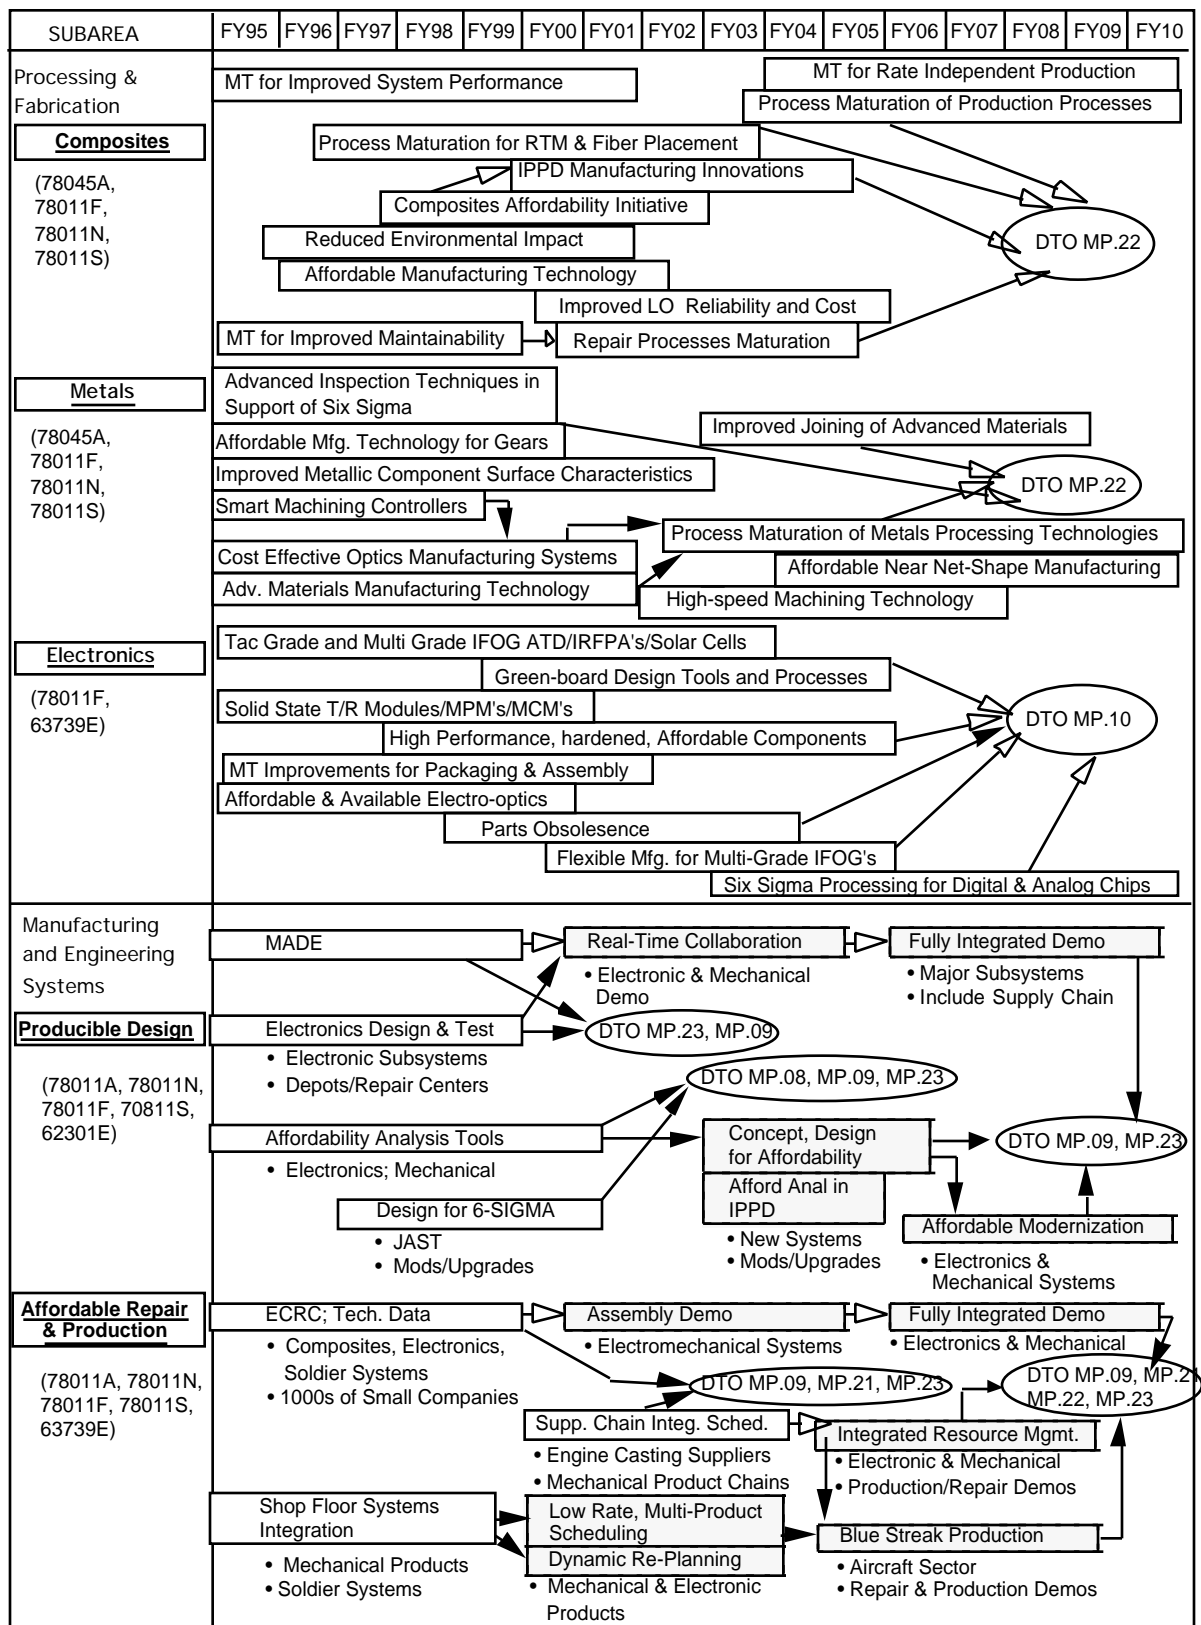 SUBAREA FY95 FY96 FY97 FY98 FY99 FY00 FY01 FY02 FY03 FY04 FY05 FY06 FY07 FY08 FY09 FY10
Processing &
Fabrication
MT for Improved System Performance
MT for Rate Independent Production
Process Maturation of Production Processes
Composites
(78045A,
78011F,
78011N,
78011S)
Process Maturation for RTM & Fiber Placement
IPPD Manufacturing Innovations
Composites Affordability Initiative
Reduced Environmental Impact
DTO MP.22
Affordable Manufacturing Technology
Improved LO Reliability and Cost
MT for Improved Maintainability
Repair Processes Maturation
Metals
(78045A,
78011F,
78011N,
78011S)
Advanced Inspection Techniques in
Support of Six Sigma
Improved Joining of Advanced Materials
Affordable Mfg. Technology for Gears
Improved Metallic Component Surface Characteristics
DTO MP.22
Smart Machining Controllers
Process Maturation of Metals Processing Technologies
Cost Effective Optics Manufacturing Systems
Affordable Near Net-Shape Manufacturing
Adv. Materials Manufacturing Technology
High-speed Machining Technology
Electronics
(78011F,
63739E)
Tac Grade and Multi Grade IFOG ATD/IRFPA's/Solar Cells
Green-board Design Tools and Processes
Solid State T/R Modules/MPM's/MCM's
DTO MP.10
High Performance, hardened, Affordable Components
MT Improvements for Packaging & Assembly
Affordable & Available Electro-optics
Parts Obsolesence
Flexible Mfg. for Multi-Grade IFOG's
Six Sigma Processing for Digital & Analog Chips
Manufacturing
and Engineering
Systems
MADE
Real-Time Collaboration
• Electronic & Mechanical
Demo
Fully Integrated Demo
• Major Subsystems
• Include Supply Chain
Producible Design
(78011A, 78011N,
78011F, 70811S,
62301E)
Electronics Design & Test
• Electronic Subsystems
• Depots/Repair Centers
DTO MP.23, MP.09
DTO MP.08, MP.09, MP.23
Affordability Analysis Tools
• Electronics; Mechanical
Concept, Design
for Affordability
Afford Anal in
IPPD
• New Systems
• Mods/Upgrades
DTO MP.09, MP.23
Design for 6-SIGMA
• JAST
• Mods/Upgrades
Affordable Modernization
• Electronics &
Mechanical Systems
Affordable Repair
& Production
(78011A, 78011N,
78011F, 78011S,
63739E)
ECRC; Tech. Data
• Composites, Electronics,
Soldier Systems
• 1000s of Small Companies
Assembly Demo
• Electromechanical Systems
Fully Integrated Demo
• Electronics & Mechanical
DTO MP.09, MP.21, MP.23
DTO MP.09, MP.21
MP.22, MP.23
Supp. Chain Integ. Sched.
• Engine Casting Suppliers
• Mechanical Product Chains
Integrated Resource Mgmt.
• Electronic & Mechanical
• Production/Repair Demos
Shop Floor Systems
Integration
• Mechanical Products
• Soldier Systems
Low Rate, Multi-Product
Scheduling
Dynamic Re-Planning
• Mechanical & Electronic
Products
Blue Streak Production
• Aircraft Sector
• Repair & Production Demos